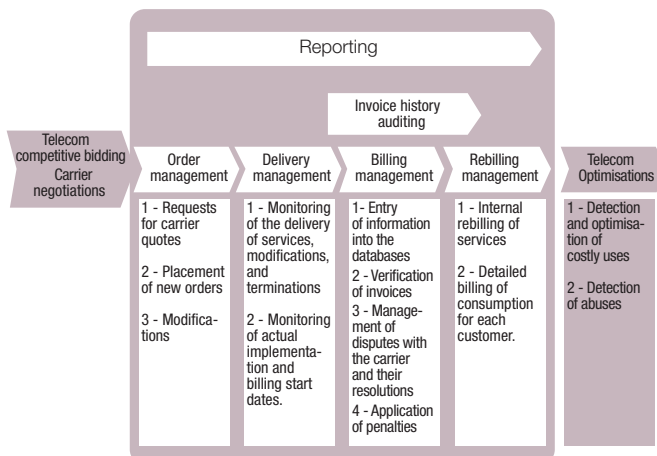 Reporting
Invoice history
auditing
Telecom
competitive bidding
Carrier
negotiations
Order
management
Delivery
management
Billing
management
Rebilling
management
Telecom
Optimisations
1 - Requests
for carrier
quotes
2 - Placement
of new orders
3 - Modifica-
tions
1 - Monitoring
of the delivery
of services,
modifications,
and
terminations
2 - Monitoring
of actual
implementa-
tion and
billing start
dates.
1- Entry
of information
into the
databases
2 - Verification
of invoices
3 - Manage-
ment of
disputes with
the carrier
and their
resolutions
4 - Application
of penalties
1 - Internal
rebilling of
services
2 - Detailed
billing of
consumption
for each
customer.
1 - Detection
and optimisa-
tion of
costly uses
2 - Detection
of abuses